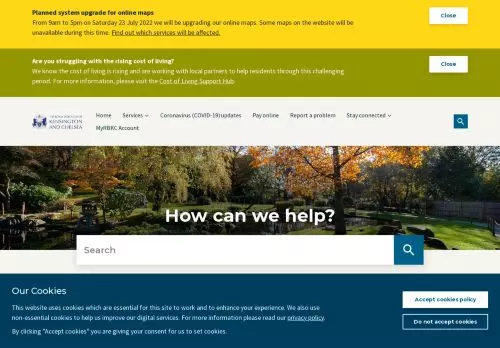 Planned system upgrade for online maps
From 9am to 5pm on Saturday 23 July 2022 we will be upgrading our online maps. Some maps on the website will be
unavailable during this time. Find out which services will be affected.
Close
Are you struggling with the rising cost of living?
We know the cost of living is rising and are working with local partners to help residents through this challenging
period. For more information, please visit the Cost of Living Support Hub.
Close
THE ROYAL BOROUGH OF
KENSINGTON
AND CHELSEA
Home Services Coronavirus (COVID-19) updates Pay online Report a problem Stay connected
MyRBKC Account
How can we help?
Search
Our Cookies
This website uses cookies which are essential for this site to work and to enhance your experience. We also use
non-essential cookies to help us improve our digital services. For more information please read our privacy policy.
By clicking "Accept cookies" you are giving your consent for us to set cookies.
Accept cookies policy
Do not accept cookies